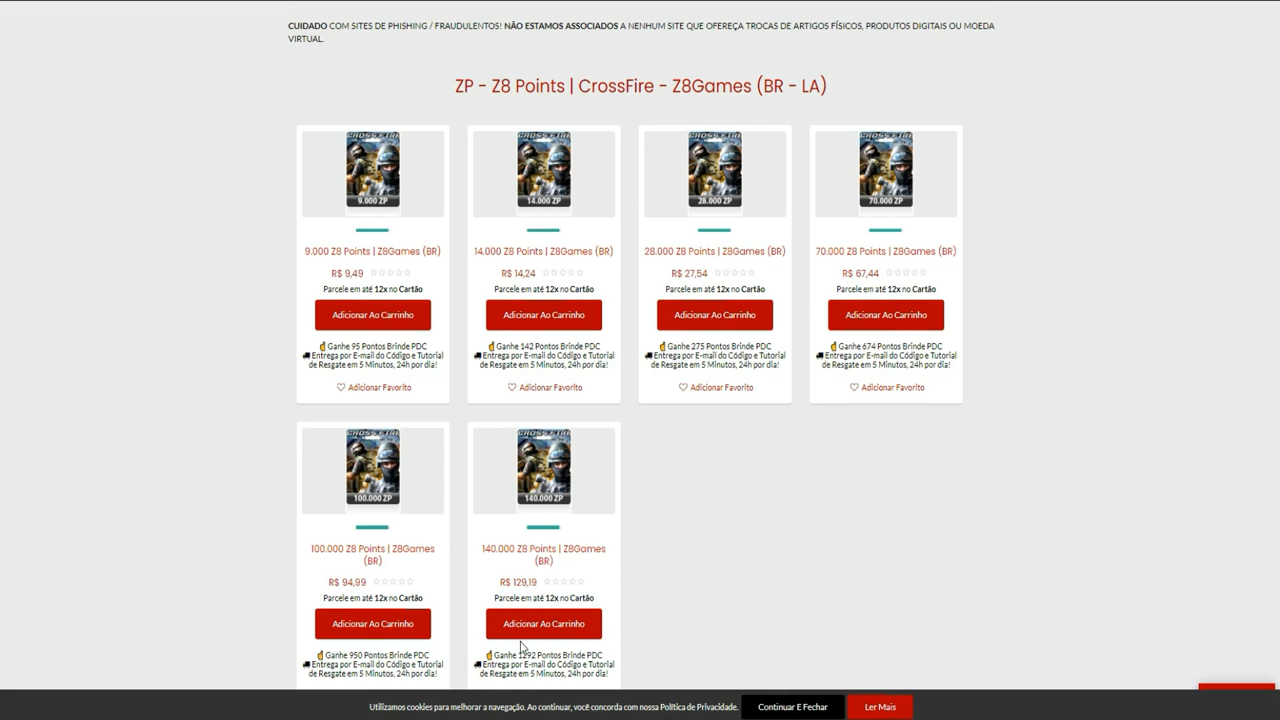 CUIDADO COM SITES DE PHISHING / FRAUDULENTOS! NÃO ESTAMOS ASSOCIADOS A NENHUM SITE QUE OFEREÇA TROCAS DE ARTIGOS FÍSICOS, PRODUTOS DIGITAIS OU MOEDA
VIRTUAL.
ZP - Z8 Points | CrossFire - Z8Games (BR - LA)
CROSSFIRE
9.000 ZP
9.000 Z8 Points | Z8Games (BR)
R$ 9,49
Parcele em até 12x no Cartão
Adicionar Ao Carrinho
Ganhe 95 Pontos Brinde PDC
Entrega por E-mail do Código e Tutorial
de Resgate em 5 Minutos, 24h por dia!
Adicionar Favorito
CROSSFIRE
14.000 ZP
14.000 Z8 Points | Z8Games (BR)
R$ 14,24
Parcele em até 12x no Cartão
Adicionar Ao Carrinho
Ganhe 142 Pontos Brinde PDC
Entrega por E-mail do Código e Tutorial
de Resgate em 5 Minutos, 24h por dia!
Adicionar Favorito
CROSSFIRE
28.000 ZP
28.000 Z8 Points | Z8Games (BR)
R$ 27,54
Parcele em até 12x no Cartão
Adicionar Ao Carrinho
Ganhe 275 Pontos Brinde PDC
Entrega por E-mail do Código e Tutorial
de Resgate em 5 Minutos, 24h por dia!
Adicionar Favorito
CROSSFIRE
70.000 ZP
70.000 Z8 Points | Z8Games (BR)
R$ 67,44
Parcele em até 12x no Cartão
Adicionar Ao Carrinho
Ganhe 674 Pontos Brinde PDC
Entrega por E-mail do Código e Tutorial
de Resgate em 5 Minutos, 24h por dia!
Adicionar Favorito
CROSSFIRE
100.000 ZP
100.000 Z8 Points | Z8Games
(BR)
R$ 94,99
Parcele em até 12x no Cartão
Adicionar Ao Carrinho
Ganhe 950 Pontos Brinde PDC
Entrega por E-mail do Código e Tutorial
de Resgate em 5 Minutos, 24h por dia!
CROSSFIRE
140.000 ZP
140.000 Z8 Points | Z8Games
(BR)
R$ 129,19
Parcele em até 12x no Cartão
Adicionar Ao Carrinho
Ganhe 1292 Pontos Brinde PDC
Entrega por E-mail do Código e Tutorial
de Resgate em 5 Minutos, 24h por dia!
Utilizamos cookies para melhorar a navegação. Ao continuar, você concorda com nossa Política de Privacidade.
Continuar E Fechar
Ler Mais